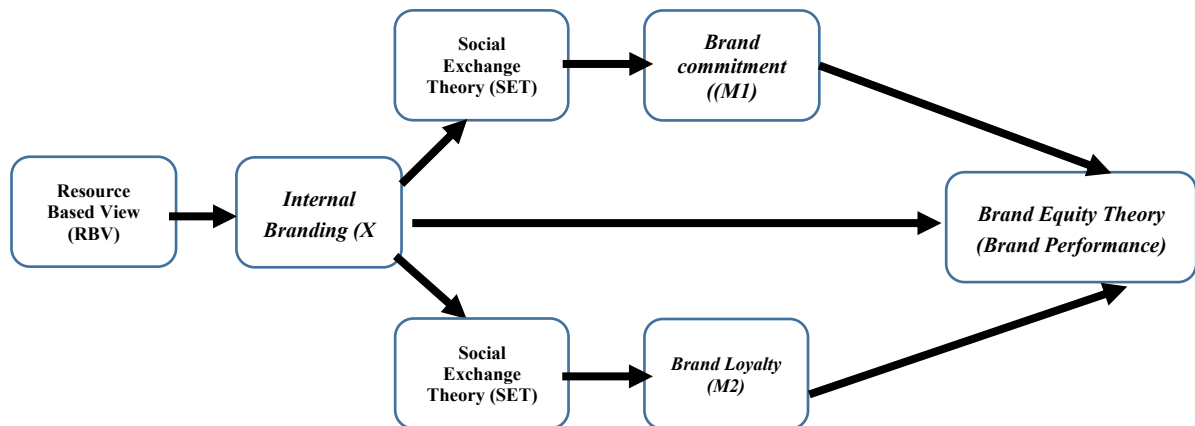 Social
Exchange
Theory (SET)
Brand
commitment
((M1)
Resource
Based View
(RBV)
Internal
Branding (X
Brand Equity Theory
(Brand Performance)
Social
Exchange
Theory (SET)
Brand Loyalty
(M2)